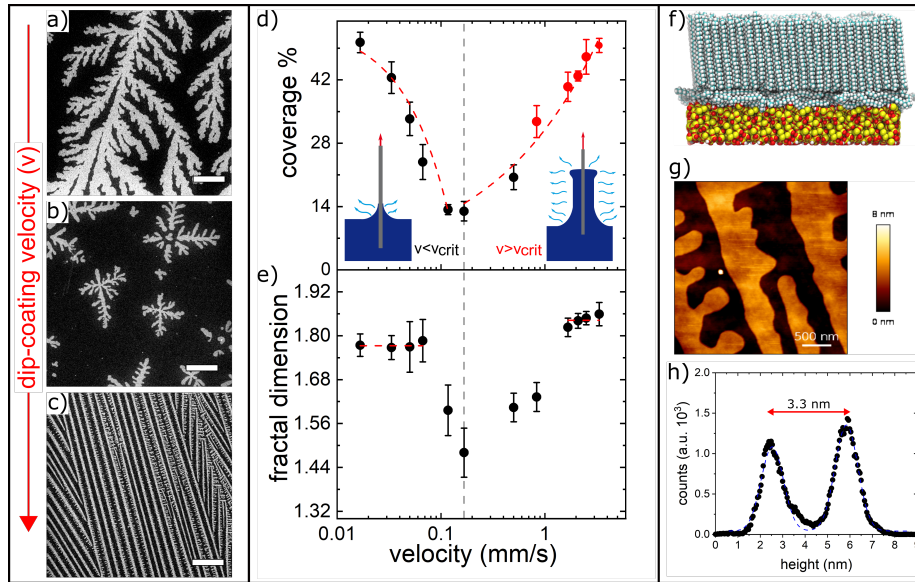 a)
b)
c)
dip-coating velocity (v)
d)
coverage %
42
28
14
0
v<vcrit
v>vcrit
e)
fractal dimension
1.92
1.80
1.68
1.56
1.44
1.32
0.01
0.1
1
velocity (mm/s)
f)
g)
8 nm
0 nm
500 nm
h)
counts (a.u. 10³)
2.0
1.5
1.0
0.5
0.0
3.3 nm
0 1 2 3 4 5 6 7 8 9
height (nm)